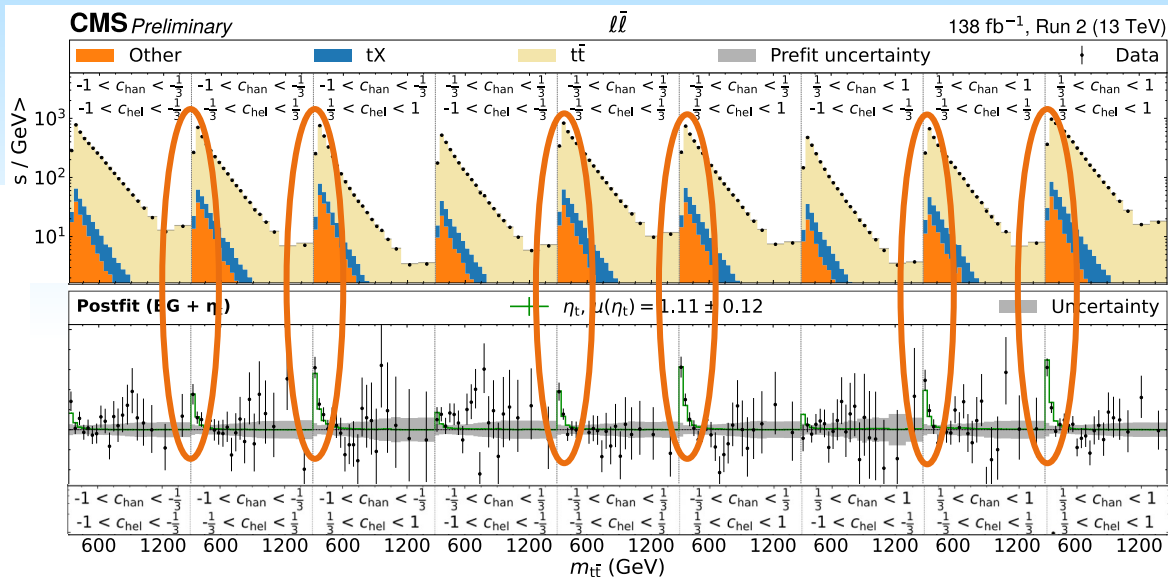 CMS Preliminary ℓℓ̄ 138 fb⁻¹, Run 2 (13 TeV)
Other tX tt̄ Prefit uncertainty Data
-1 < c_han < -1/3 -1 < c_han < -1/3 -1 < c_han < -1/3 -1/3 < c_han < 1/3 -1/3 < c_han < 1/3 -1/3 < c_han < 1/3 1/3 < c_han < 1 1/3 < c_han < 1 1/3 < c_han < 1
-1 < c_hel < -1/3 -1/3 < c_hel < 1/3 1/3 < c_hel < 1 -1 < c_hel < -1/3 -1/3 < c_hel < 1/3 1/3 < c_hel < 1 -1 < c_hel < -1/3 -1/3 < c_hel < 1/3 1/3 < c_hel < 1
10³
10²
10¹
s / GeV>
Postfit (BG + η_t) η_t, μ(η_t) = 1.11 ± 0.12 Uncertainty
-1 < c_han < -1/3 -1 < c_han < -1/3 -1 < c_han < -1/3 -1/3 < c_han < 1/3 -1/3 < c_han < 1/3 -1/3 < c_han < 1/3 1/3 < c_han < 1 1/3 < c_han < 1 1/3 < c_han < 1
-1 < c_hel < -1/3 -1/3 < c_hel < 1/3 1/3 < c_hel < 1 -1 < c_hel < -1/3 -1/3 < c_hel < 1/3 1/3 < c_hel < 1 -1 < c_hel < -1/3 -1/3 < c_hel < 1/3 1/3 < c_hel < 1
600 1200 600 1200 600 1200 600 1200 600 1200 600 1200 600 1200 600 1200 600 1200
m_tt̄ (GeV)